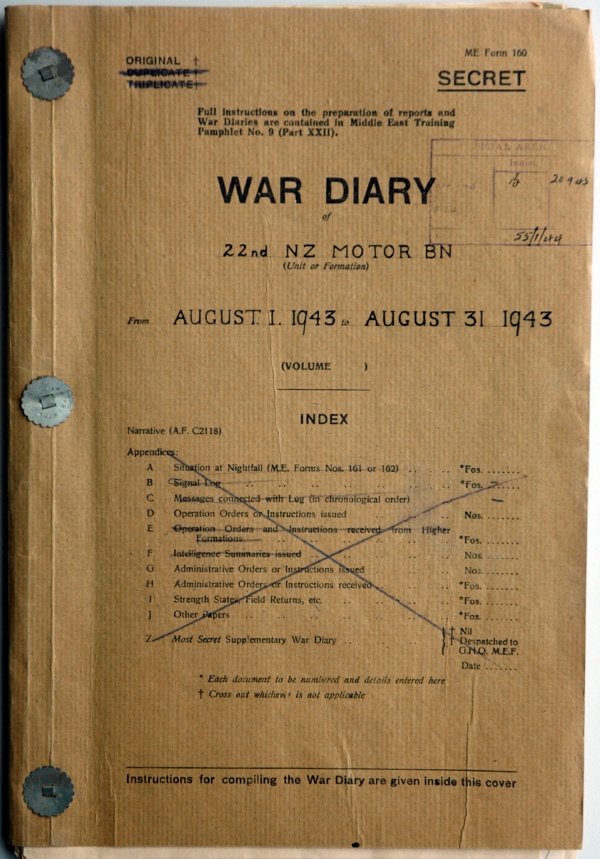 ORIGINAL †
DUPLICATE †
TRIPLICATE †
ME Form 160
SECRET
Full instructions on the preparation of reports and
War Diaries are contained in Middle East Training
Pamphlet No. 9 (Part XXII).
20 9 43
55/1/44
WAR DIARY
of
22nd NZ MOTOR BN
(Unit or Formation)
From AUGUST 1. 1943 to AUGUST 31 1943
(VOLUME )
INDEX
Narrative (A.F. C2118)
Appendices:
A Situation at Nightfall (M.E. Forms Nos. 161 or 162) .. .. *Fos. .......
B Signal Log .. .. .. .. .. .. *Fos. –
C Messages connected with Log (in chronological order) –
D Operation Orders or Instructions issued .. .. .. Nos. .......
E Operation Orders and Instructions received from Higher
Formations .. .. .. .. .. *Fos. .......
F Intelligence Summaries issued .. .. .. .. Nos. .......
G Administrative Orders or Instructions issued .. .. Nos. .......
H Administrative Orders or Instructions received .. .. *Fos. .......
I Strength States, Field Returns, etc. .. .. .. .. *Fos. .......
J Other Papers .. .. .. .. .. .. *Fos. .......
Z Most Secret Supplementary War Diary .. .. .. † Nil
‡ Despatched to
G.H.Q. M.E.F.
Date .......
* Each document to be numbered and details entered here
† Cross out whichever is not applicable
Instructions for compiling the War Diary are given inside this cover